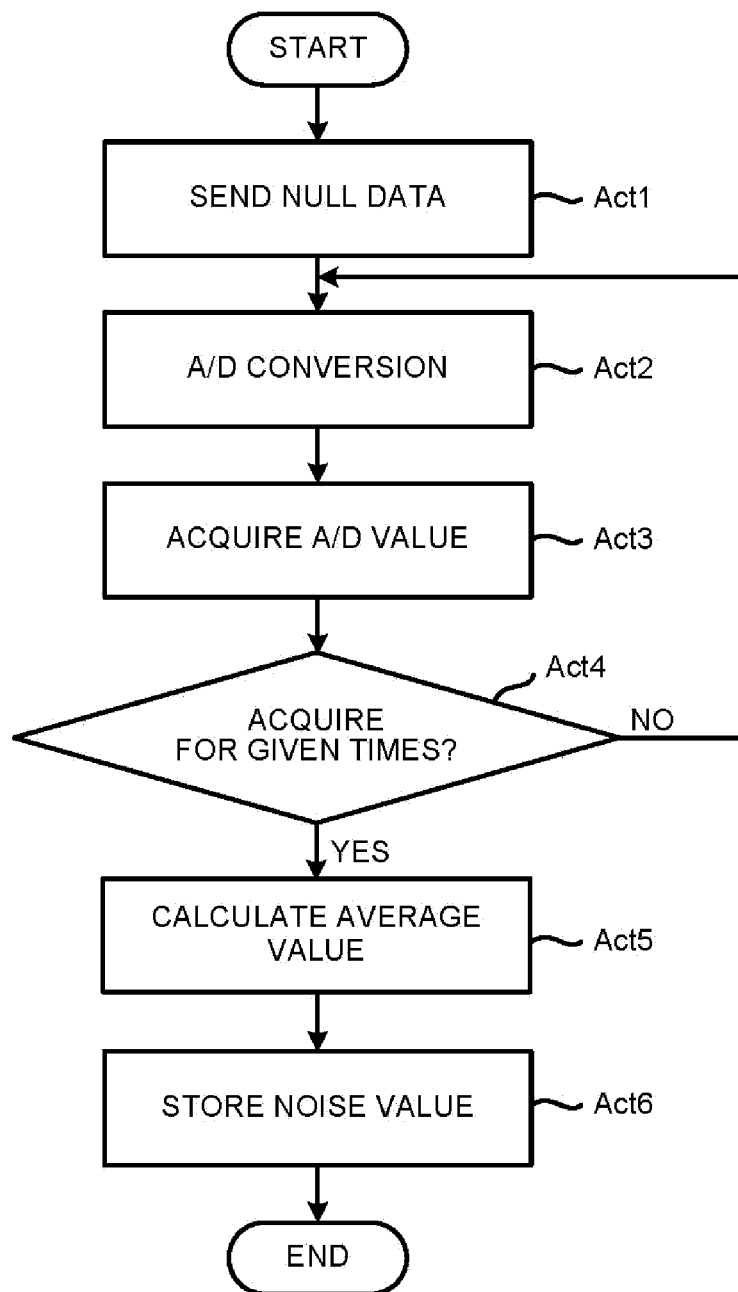 START
SEND NULL DATA
Act1
A/D CONVERSION
Act2
ACQUIRE A/D VALUE
Act3
Act4
ACQUIRE
FOR GIVEN TIMES?
NO
YES
CALCULATE AVERAGE
VALUE
Act5
STORE NOISE VALUE
Act6
END